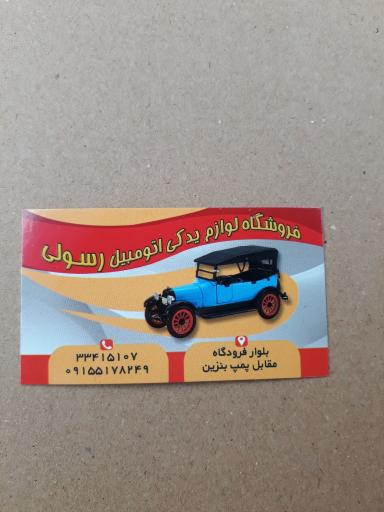 فروشگاه لوازم یدکی اتومبیل رسولی
بلوار فرودگاه
مقابل پمپ بنزین
۳۳۴۱۵۱۰۷
۰۹۱۵۵۱۷۸۲۴۹